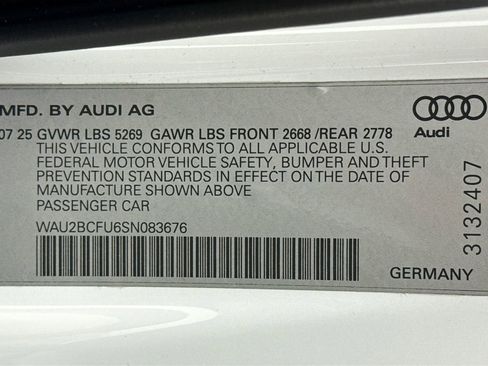 MFD. BY AUDI AG
07 25 GVWR LBS 5269 GAWR LBS FRONT 2668 /REAR 2778
THIS VEHICLE CONFORMS TO ALL APPLICABLE U.S.
FEDERAL MOTOR VEHICLE SAFETY, BUMPER AND THEFT
PREVENTION STANDARDS IN EFFECT ON THE DATE OF
MANUFACTURE SHOWN ABOVE
PASSENGER CAR
WAU2BCFU6SN083676
Audi
3132407
GERMANY